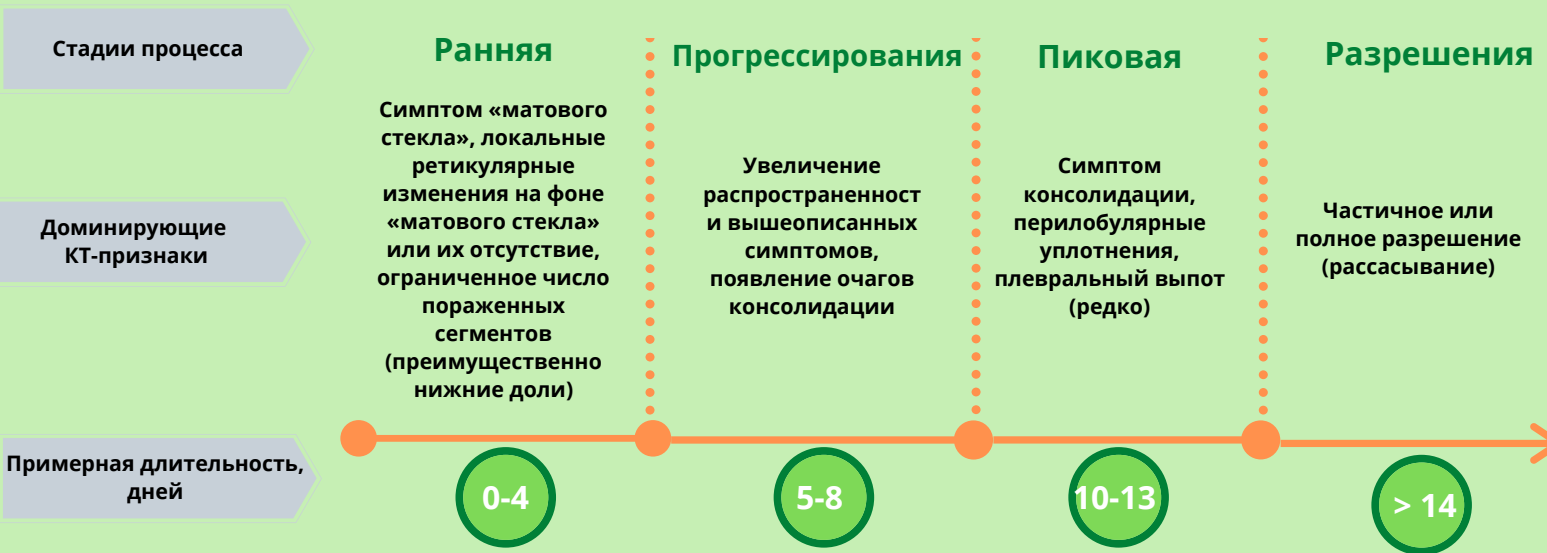 Стадии процесса
Ранняя
Прогрессирования
Пиковая
Разрешения
Доминирующие
КТ-признаки
Симптом «матового
стекла», локальные
ретикулярные
изменения на фоне
«матового стекла»
или их отсутствие,
ограниченное число
пораженных
сегментов
(преимущественно
нижние доли)
Увеличение
распространенност
и вышеописанных
симптомов,
появление очагов
консолидации
Симптом
консолидации,
перилобулярные
уплотнения,
плевральный выпот
(редко)
Частичное или
полное разрешение
(рассасывание)
Примерная длительность,
дней
0-4
5-8
10-13
> 14